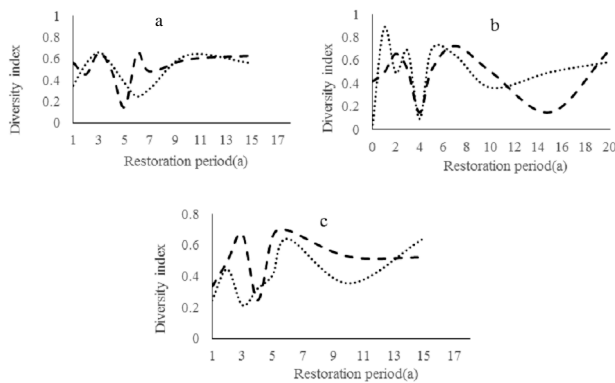 a
Diversity index
1
0.8
0.6
0.4
0.2
0
1 3 5 7 9 11 13 15 17
Restoration period(a)
b
Diversity index
1
0.8
0.6
0.4
0.2
0
0 2 4 6 8 10 12 14 16 18 20
Restoration period(a)
c
Diversity index
0.8
0.6
0.4
0.2
0
1 3 5 7 9 11 13 15 17
Restoration period(a)